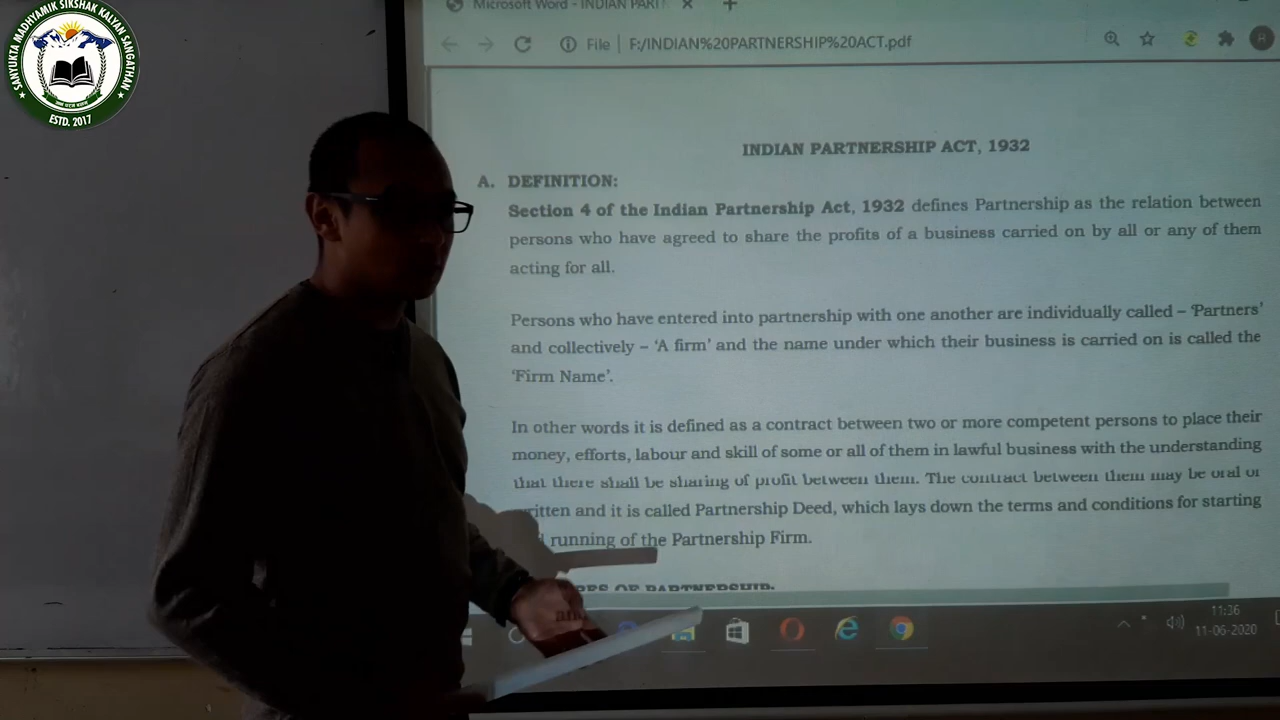 SANYUKTA MADHYAMIK SIKSHAK KALYAN SANGATHAN
ESTD. 2017
Microsoft Word - INDIAN PART
File | F:/INDIAN%20PARTNERSHIP%20ACT.pdf
INDIAN PARTNERSHIP ACT, 1932
A. DEFINITION:
Section 4 of the Indian Partnership Act, 1932 defines Partnership as the relation between
persons who have agreed to share the profits of a business carried on by all or any of them
acting for all.
Persons who have entered into partnership with one another are individually called – 'Partners'
and collectively – 'A firm' and the name under which their business is carried on is called the
'Firm Name'.
In other words it is defined as a contract between two or more competent persons to place their
money, efforts, labour and skill of some or all of them in lawful business with the understanding
that there shall be sharing of profit between them. The contract between them may be oral or
ritten and it is called Partnership Deed, which lays down the terms and conditions for starting
running of the Partnership Firm.
OF PARTNERSHIP.
11:36
11-06-2020